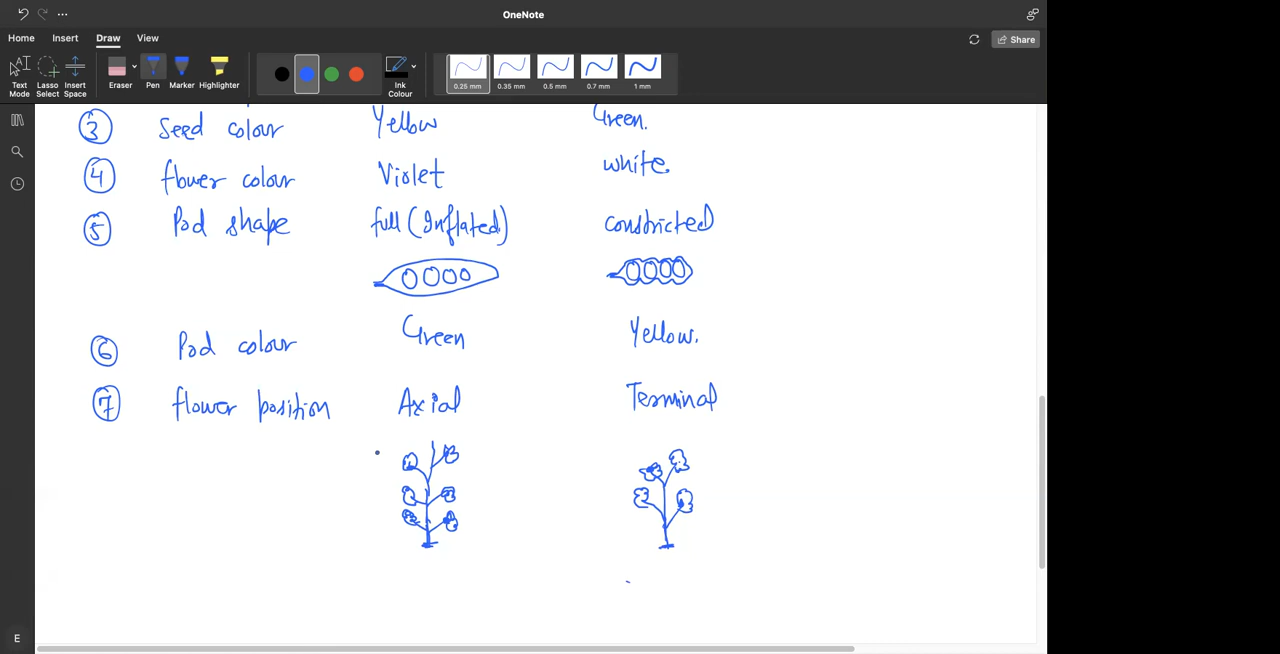 OneNote
Home Insert Draw View
Share
Text Mode Lasso Select Insert Space Eraser Pen Marker Highlighter Ink Colour 0.25 mm 0.35 mm 0.5 mm 0.7 mm 1 mm
3 Seed colour Yellow Green.
4 flower colour Violet white.
5 Pod shape full (Inflated) constricted
6 Pod colour Green Yellow.
7 flower position Axial Terminal
E